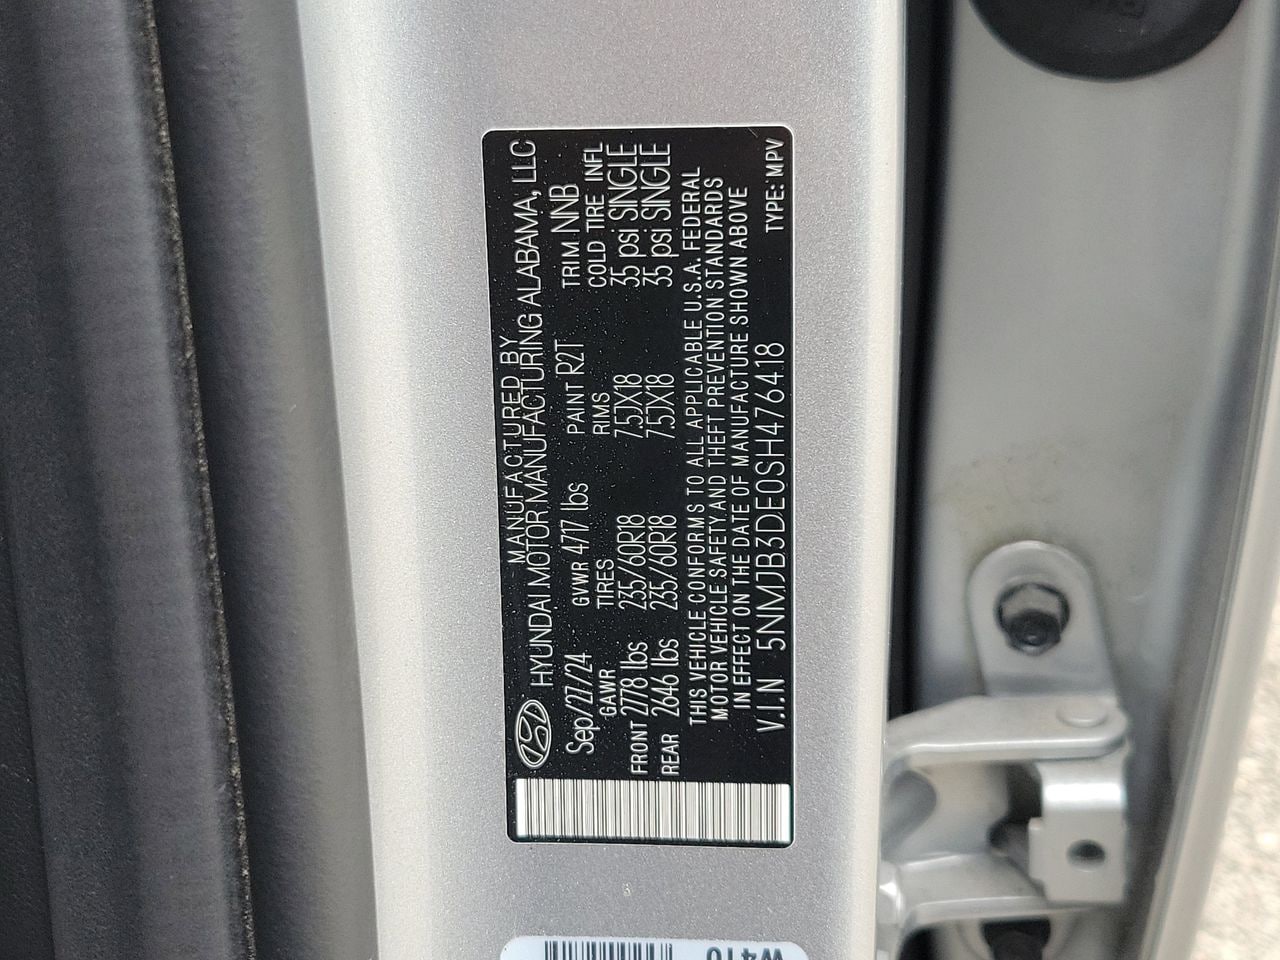 MANUFACTURED BY
HYUNDAI MOTOR MANUFACTURING ALABAMA, LLC
Sep/27/24 GVWR 4717 lbs PAINT R2T TRIM NNB
GAWR TIRES RIMS COLD TIRE INFL
FRONT 2778 lbs 235/60R18 7.5JX18 35 psi SINGLE
REAR 2646 lbs 235/60R18 7.5JX18 35 psi SINGLE
THIS VEHICLE CONFORMS TO ALL APPLICABLE U.S.A. FEDERAL
MOTOR VEHICLE SAFETY AND THEFT PREVENTION STANDARDS
IN EFFECT ON THE DATE OF MANUFACTURE SHOWN ABOVE
V.I.N 5NMJB3DE0SH476418 TYPE: MPV
W410